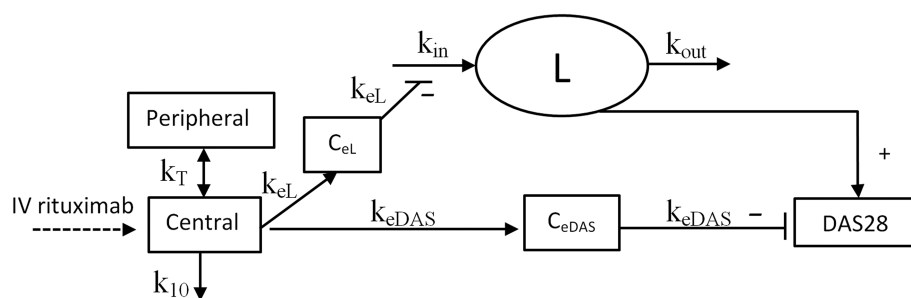 k_in
k_out
L
k_eL
–
Peripheral
C_eL
k_T
k_eL
+
IV rituximab
Central
k_eDAS
C_eDAS
k_eDAS
–
DAS28
k_10